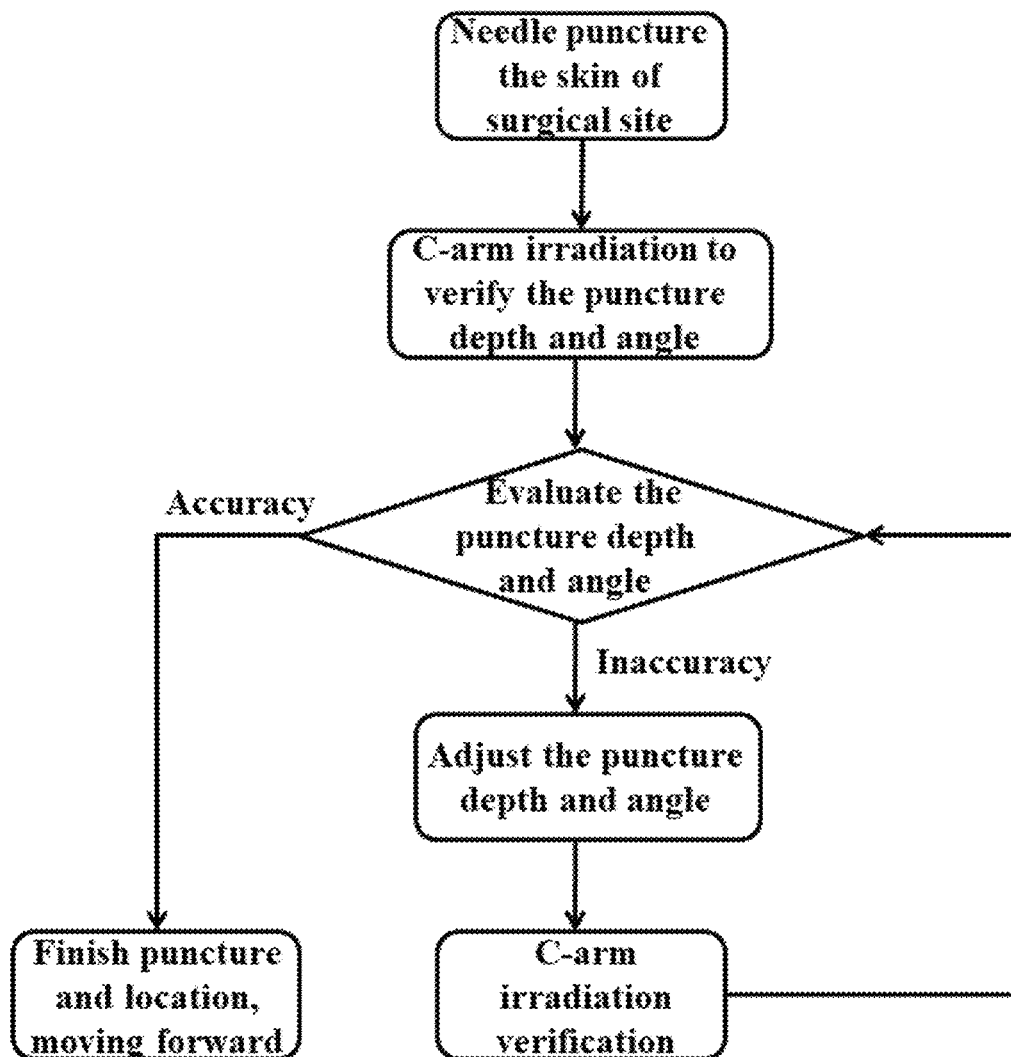 Needle puncture
the skin of
surgical site
C-arm irradiation to
verify the puncture
depth and angle
Accuracy
Evaluate the
puncture depth
and angle
Inaccuracy
Adjust the puncture
depth and angle
Finish puncture
and location,
moving forward
C-arm
irradiation
verification